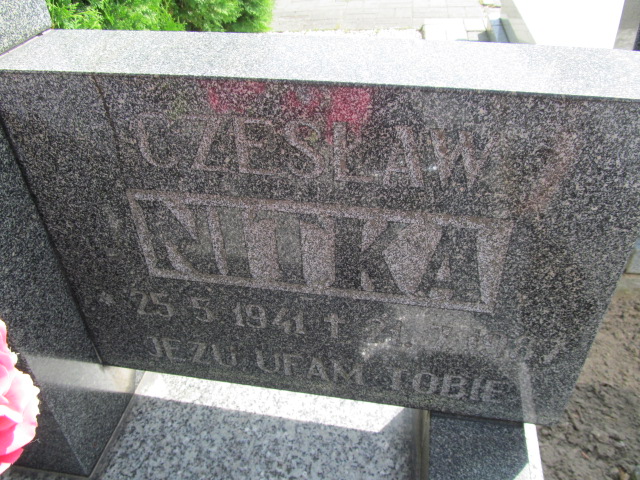 CZESŁAW
NITKA
* 25.5.1941 †
JEZU UFAM TOBIE